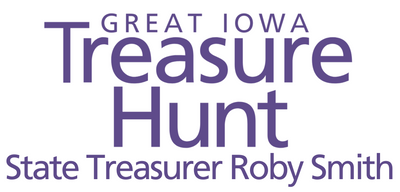 GREAT IOWA
Treasure
Hunt
State Treasurer Roby Smith